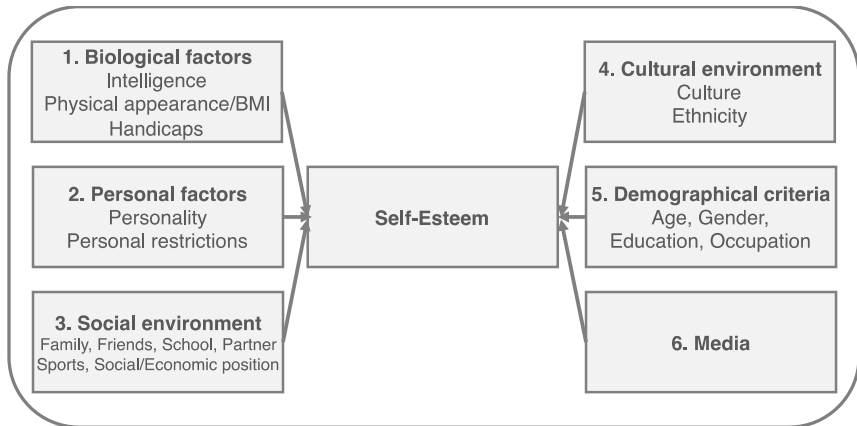 1. Biological factors
Intelligence
Physical appearance/BMI
Handicaps
2. Personal factors
Personality
Personal restrictions
3. Social environment
Family, Friends, School, Partner
Sports, Social/Economic position
Self-Esteem
4. Cultural environment
Culture
Ethnicity
5. Demographical criteria
Age, Gender,
Education, Occupation
6. Media